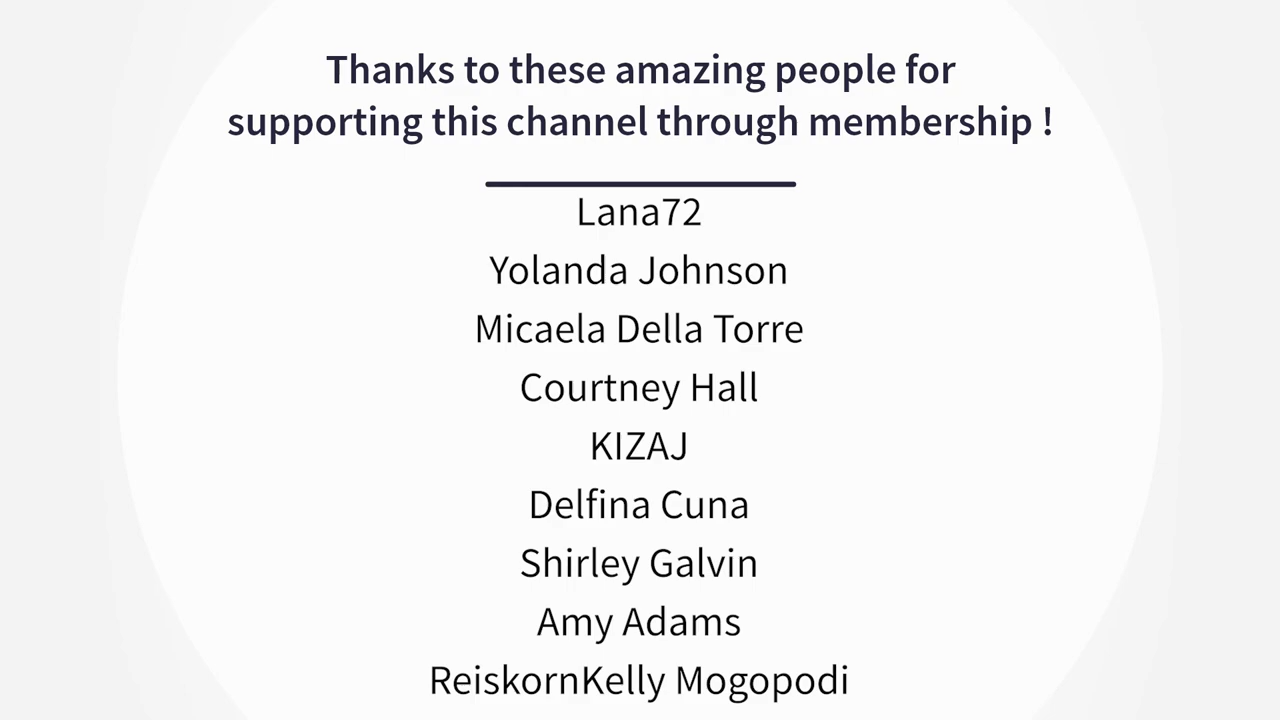 Thanks to these amazing people for
supporting this channel through membership !
Lana72
Yolanda Johnson
Micaela Della Torre
Courtney Hall
KIZAJ
Delfina Cuna
Shirley Galvin
Amy Adams
ReiskornKelly Mogopodi